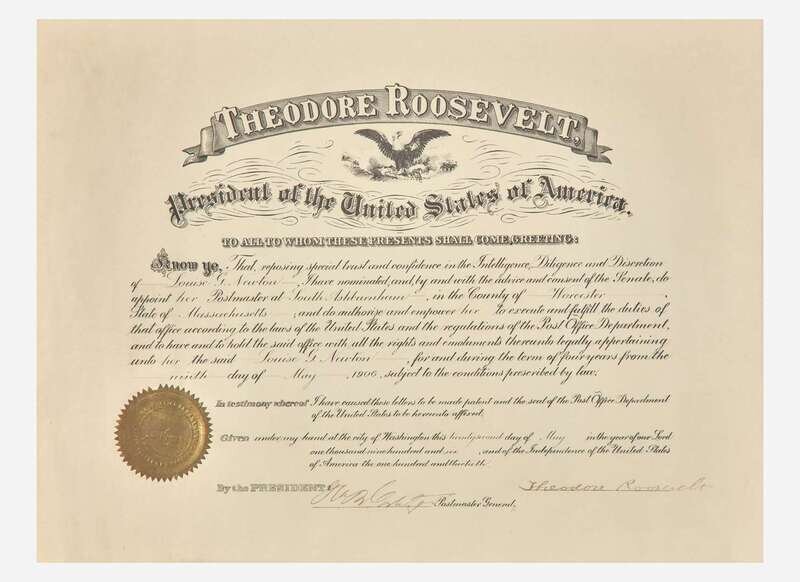 THEODORE ROOSEVELT,
President of the United States of America.
TO ALL TO WHOM THESE PRESENTS SHALL COME, GREETING:
Know ye, That, reposing special trust and confidence in the Intelligence, Diligence and Discretion
of Louise G. Newton, I have nominated, and, by and with the advice and consent of the Senate, do
appoint her Postmaster at South Ashburnham, in the County of Worcester,
State of Massachusetts, and do authorize and empower her to execute and fulfill the duties of
that office according to the laws of the United States and the regulations of the Post Office Department,
and to have and to hold the said office with all the rights and emoluments thereunto legally appertaining
unto her the said Louise G Newton, for and during the term of four years from the
ninth day of May, 1906, subject to the conditions prescribed by law.
In testimony whereof I have caused these letters to be made patent and the seal of the Post Office Department
of the United States to be hereunto affixed.
Given under my hand at the city of Washington this twenty second day of May in the year of our Lord
one thousand nine hundred and six, and of the Independence of the United States
of America the one hundred and thirtieth.
By the PRESIDENT:
Postmaster General.
Theodore Roosevelt